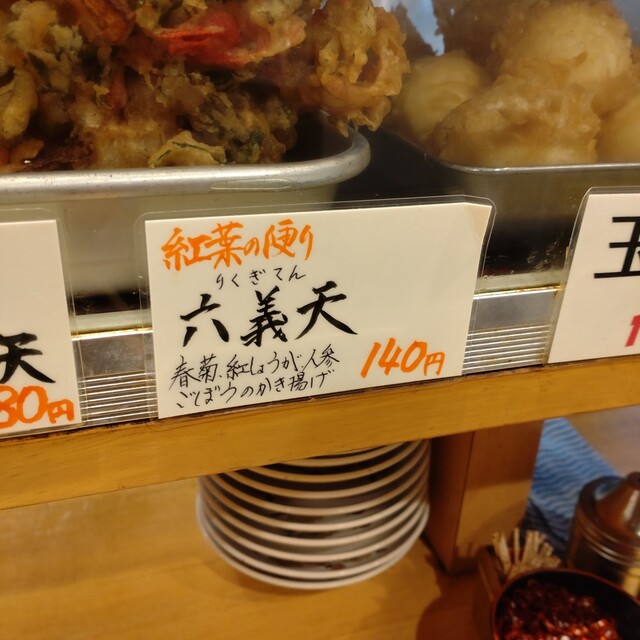 紅葉の便り
りくぎてん
六義天
春菊、紅しょうが、人参
ごぼうのかき揚げ
140円
天
80円
玉
1